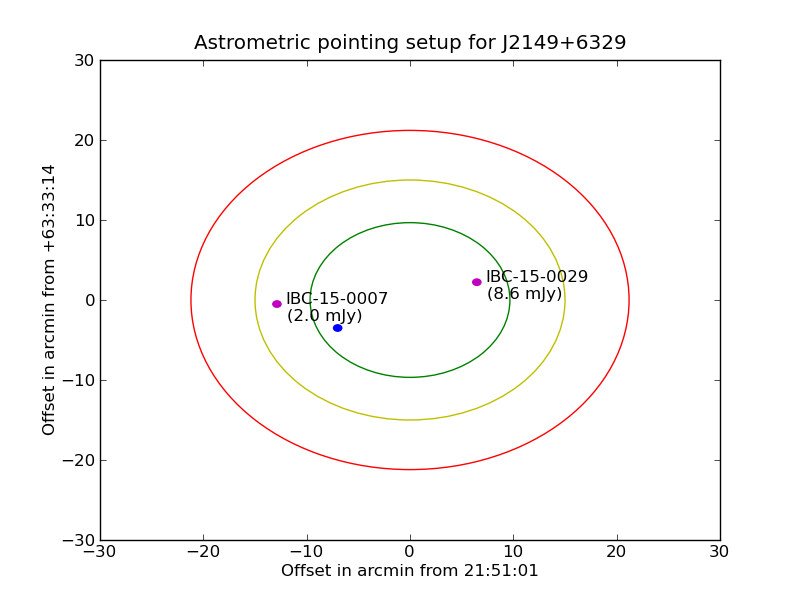 Astrometric pointing setup for J2149+6329
30
20
10
0
−10
−20
−30
Offset in arcmin from +63:33:14
IBC-15-0029
(8.6 mJy)
IBC-15-0007
(2.0 mJy)
−30 −20 −10 0 10 20 30
Offset in arcmin from 21:51:01